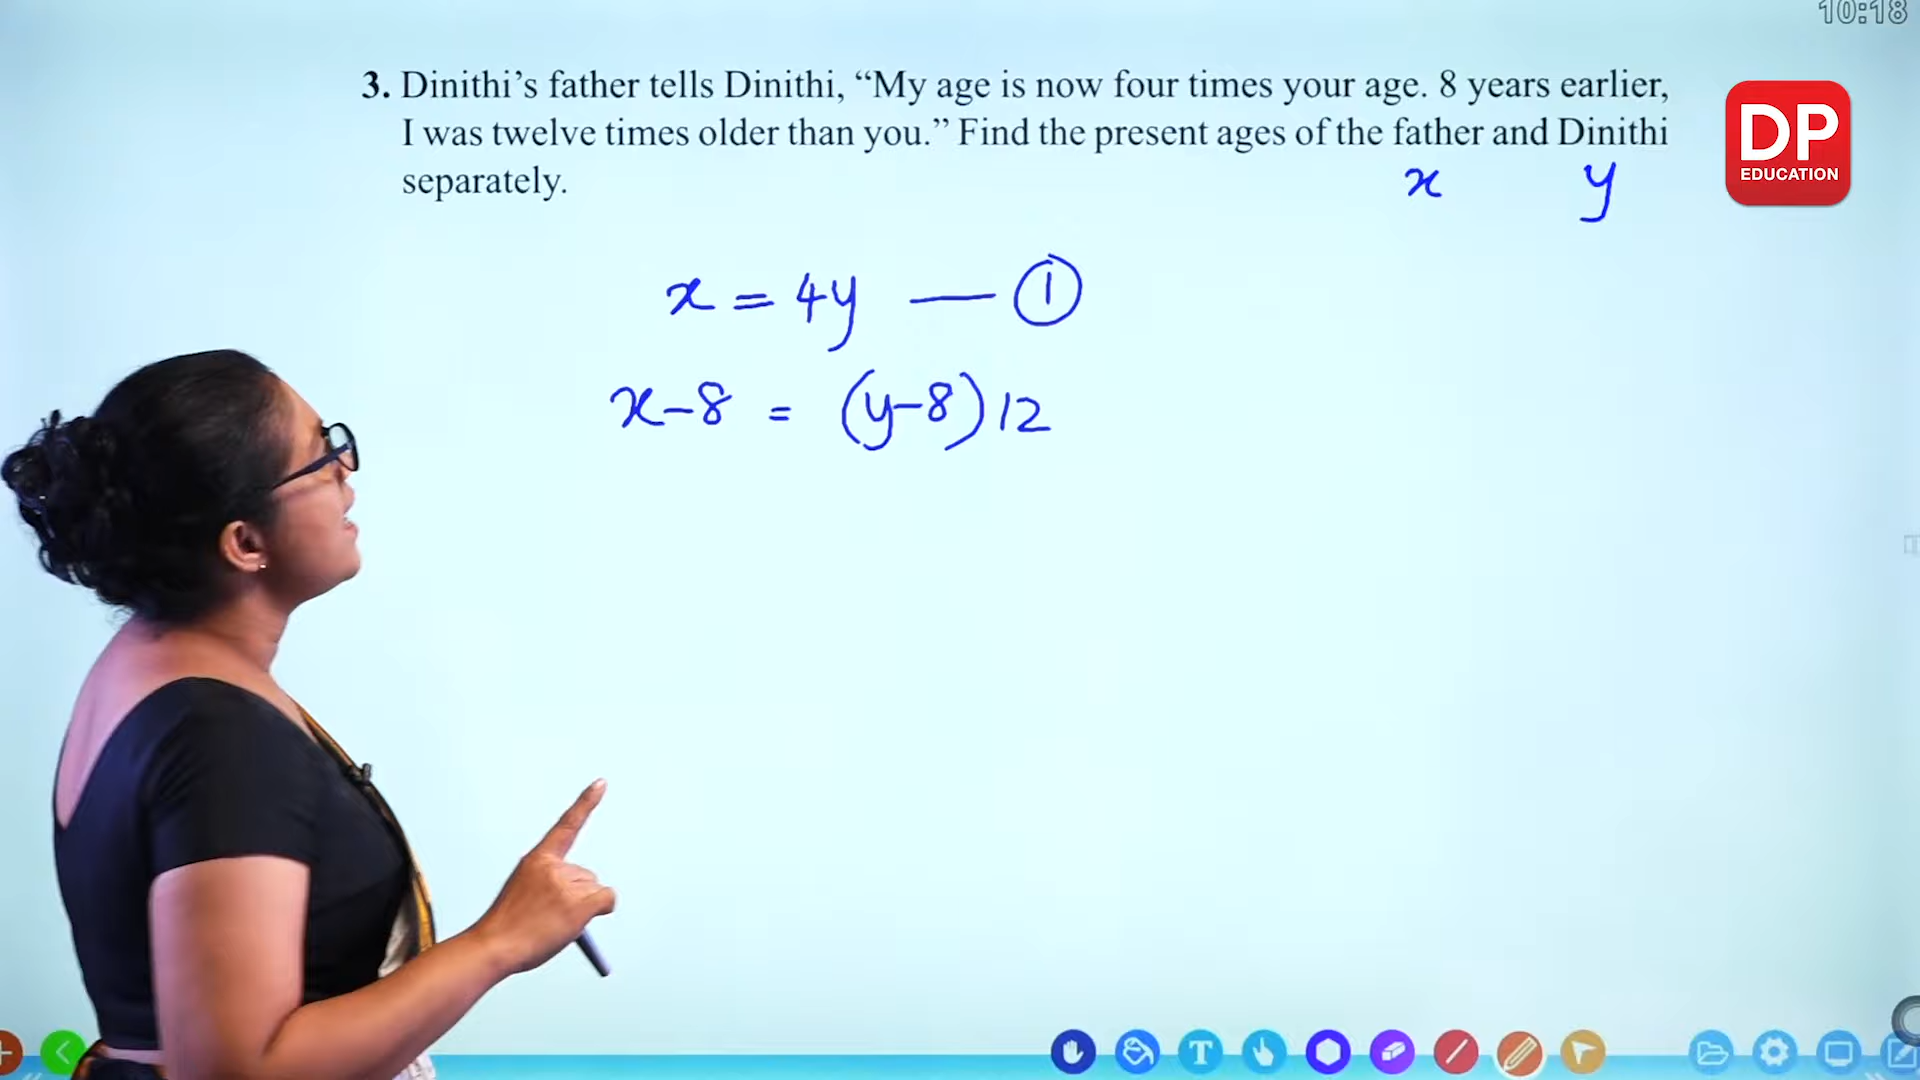 10:18
3. Dinithi’s father tells Dinithi, “My age is now four times your age. 8 years earlier,
I was twelve times older than you.” Find the present ages of the father and Dinithi
separately.
x y
DP
EDUCATION
x = 4y — ①
x-8 = (y-8)12
T